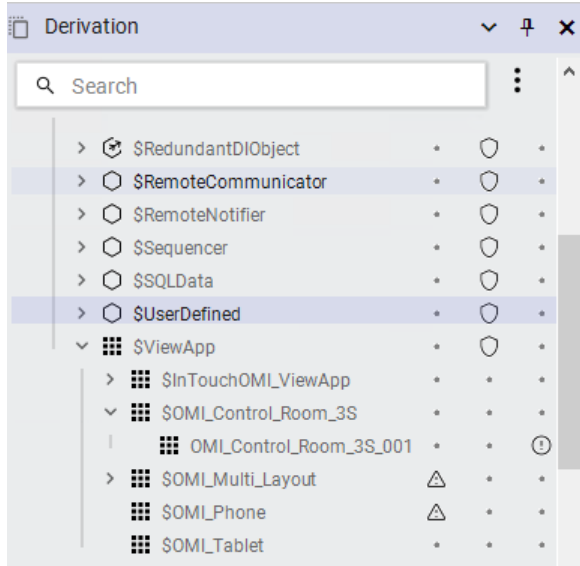 Derivation
Search
$RedundantDIObject
$RemoteCommunicator
$RemoteNotifier
$Sequencer
$SQLData
$UserDefined
$ViewApp
$InTouchOMI_ViewApp
$OMI_Control_Room_3S
OMI_Control_Room_3S_001
$OMI_Multi_Layout
$OMI_Phone
$OMI_Tablet